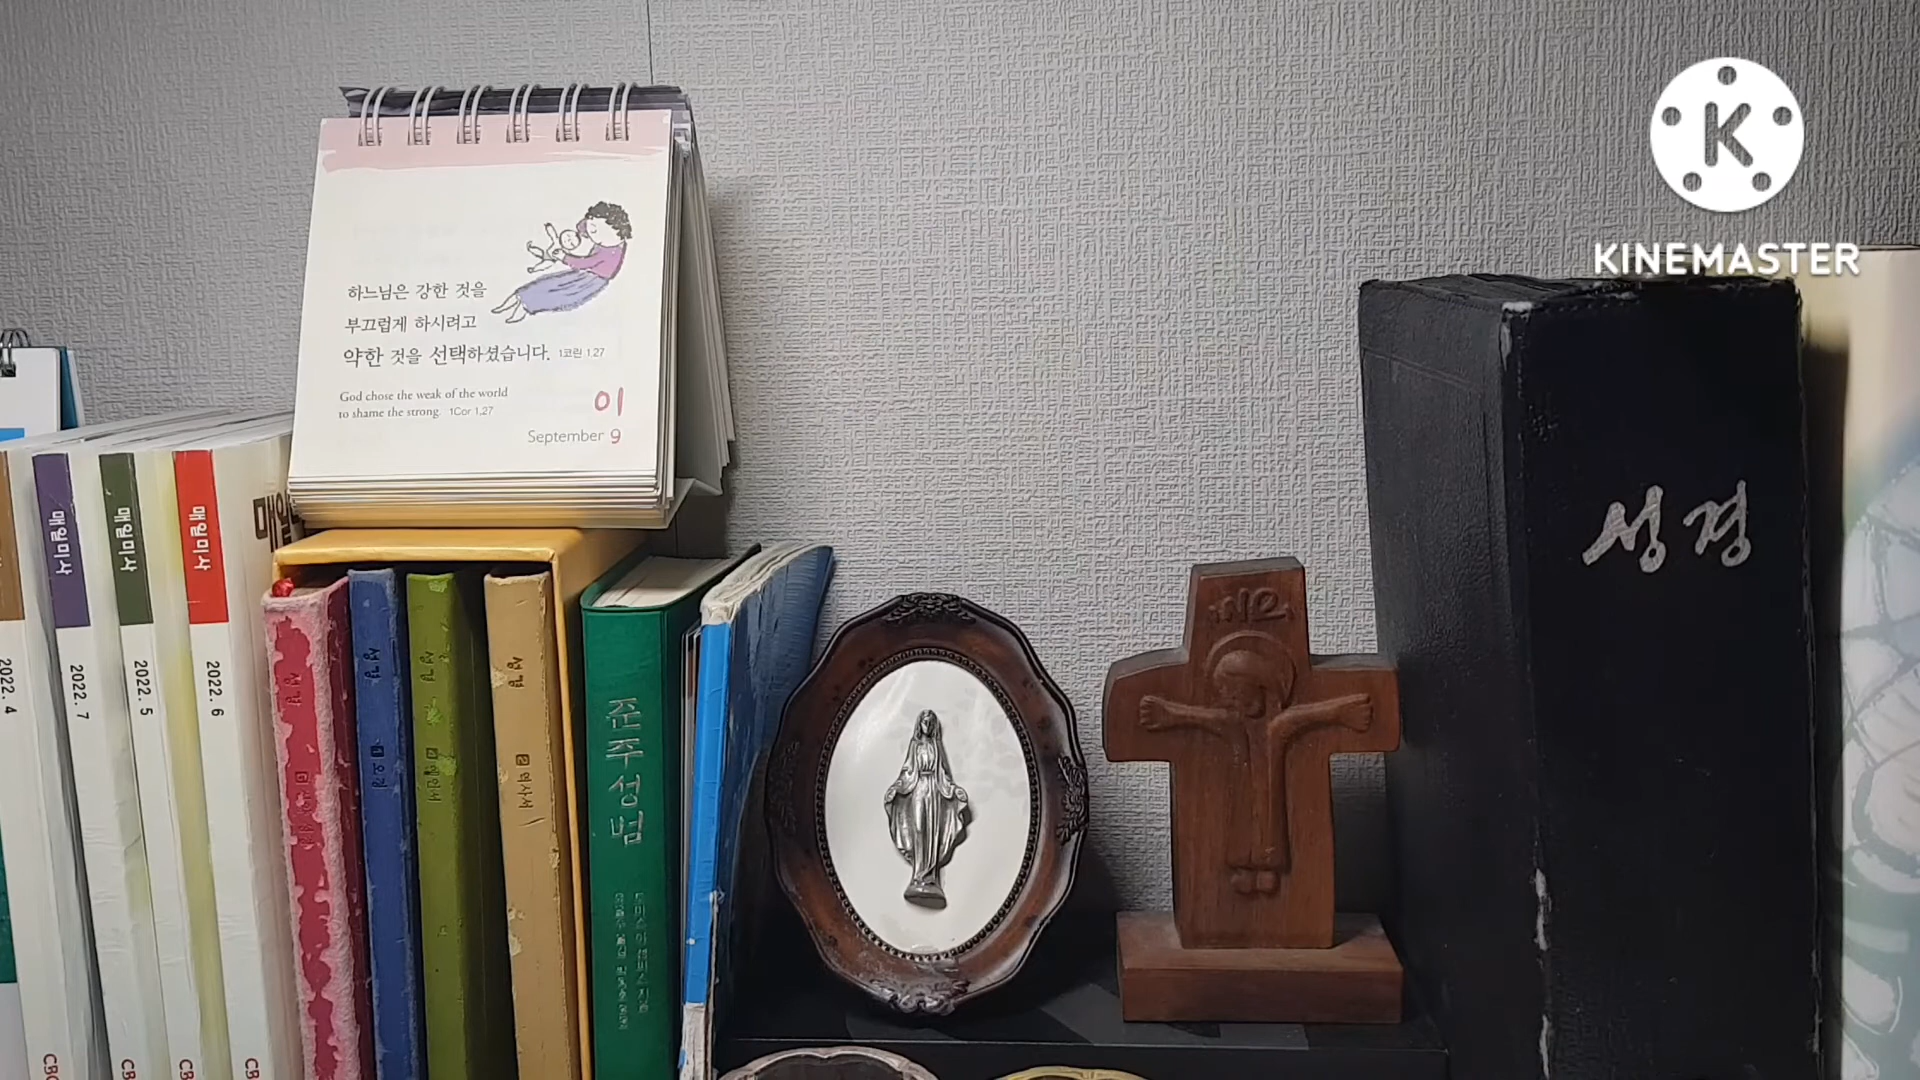 K
KINEMASTER
하느님은 강한 것을
부끄럽게 하시려고
약한 것을 선택하셨습니다. 1코린 1,27
God chose the weak of the world
to shame the strong. 1Cor 1,27
01
September 9
매일미사
매일미사
매일미사
매일
2022. 4
2022. 7
2022. 5
2022. 6
성경
성경
성경
성경
역사서
준주성범
성경